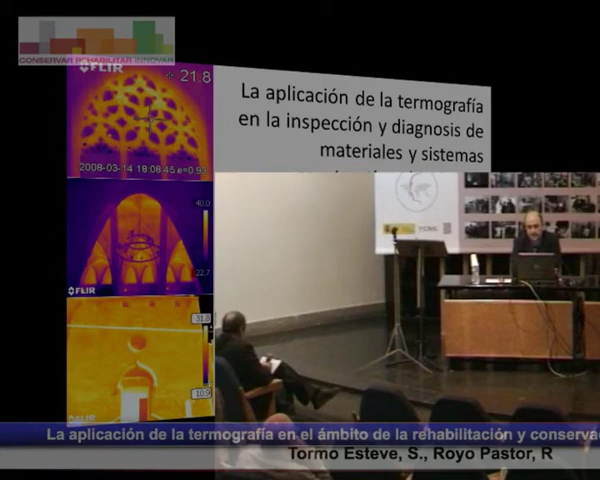 CONSERVAR REHABILITAR INNOVAR
FLIR
21.8
2008-03-14 18:08:45 e=0.93
La aplicación de la termografía
en la inspección y diagnosis de
materiales y sistemas
40.0
22.7
FLIR
31.8
10.9
La aplicación de la termografía en el ámbito de la rehabilitación y conserva
Tormo Esteve, S., Royo Pastor, R